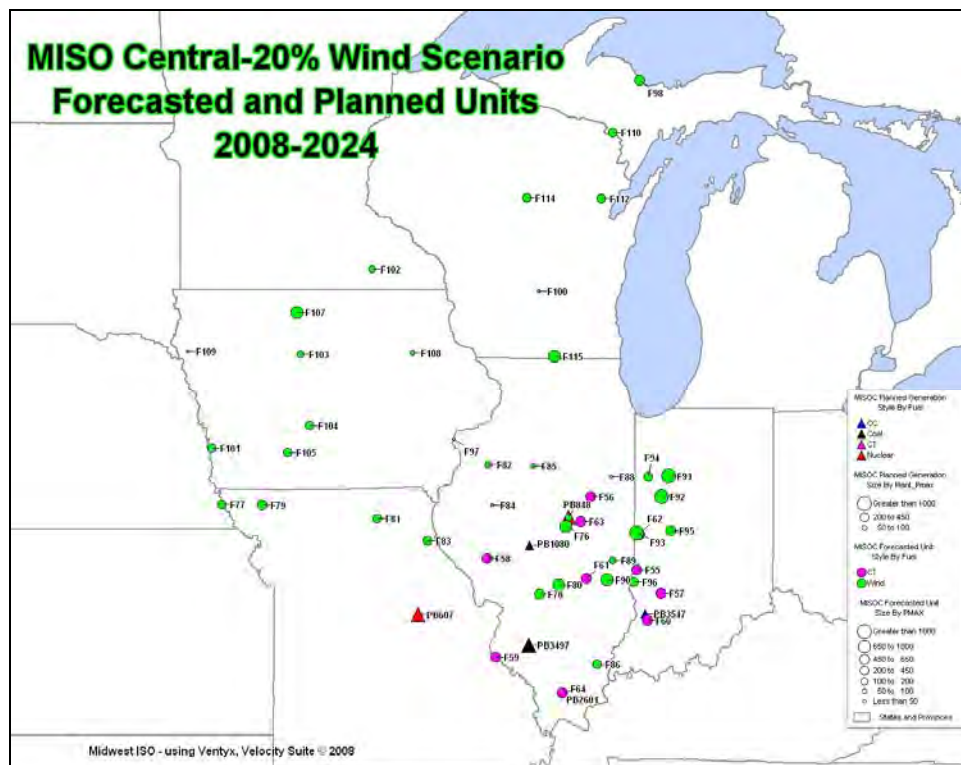 MISO Central-20% Wind Scenario
Forecasted and Planned Units
2008-2024
F98
F110
F114
F112
F102
F100
F107
F109
F103
F108
F115
F104
F101
F105
F97
F82
F85
F88
F94
F91
F77
F79
F84
F56
F92
F81
PB848
F63
F62
F83
F76
F93
F95
PB1080
F58
F61
F89
F55
F80
F90
F96
F78
F57
PB607
PB3547
F60
PB3497
F59
F86
F64
PB2601
MISOC Planned Generation
Style By Fuel
CC
Coal
CT
Nuclear
MISOC Planned Generation
Size By Plant_Pmax
Greater than 1000
200 to 450
50 to 100
MISOC Forecasted Unit
Style By Fuel
CT
Wind
MISOC Forecasted Unit
Size By PMAX
Greater than 1000
650 to 1000
450 to 650
200 to 450
100 to 200
50 to 100
Less than 50
States and Provinces
Midwest ISO - using Ventyx, Velocity Suite © 2009